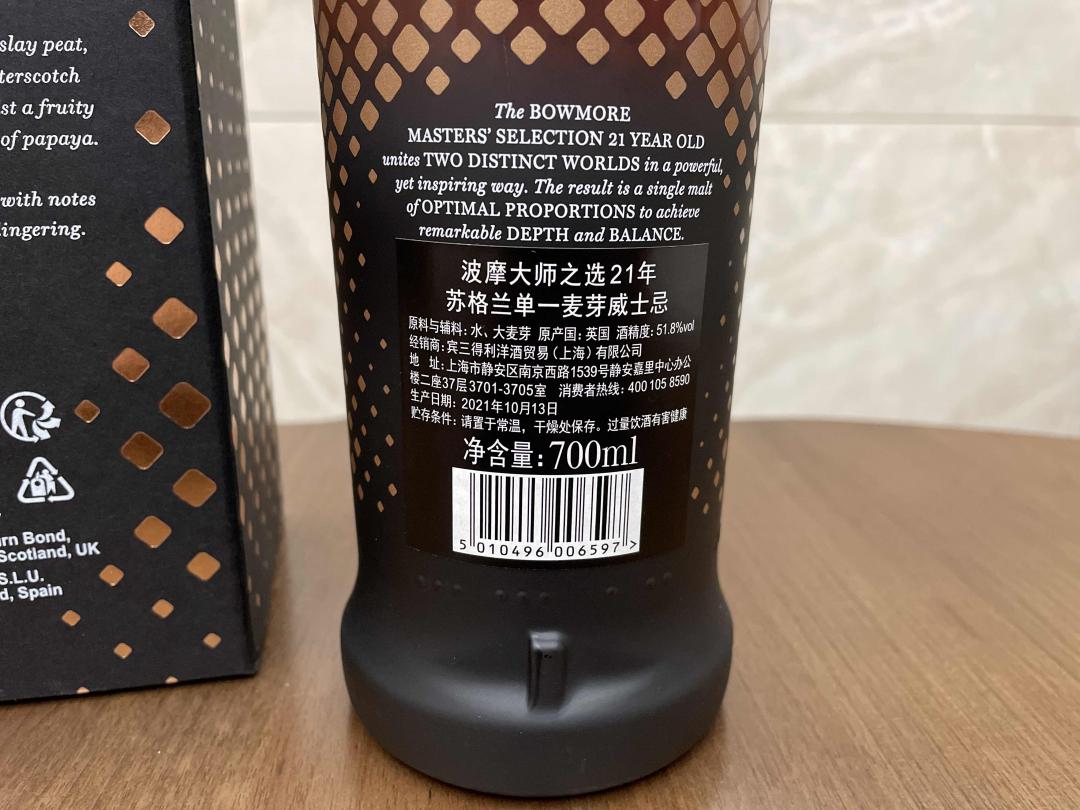 slay peat,
terscotch
st a fruity
of papaya.
with notes
ingering.
rn Bond,
Scotland, UK
S.L.U.
d, Spain
The BOWMORE
MASTERS' SELECTION 21 YEAR OLD
unites TWO DISTINCT WORLDS in a powerful,
yet inspiring way. The result is a single malt
of OPTIMAL PROPORTIONS to achieve
remarkable DEPTH and BALANCE.
波摩大师之选21年
苏格兰单一麦芽威士忌
原料与辅料: 水、大麦芽 原产国: 英国 酒精度: 51.8%vol
经销商: 宾三得利洋酒贸易（上海）有限公司
地 址: 上海市静安区南京西路1539号静安嘉里中心办公
楼二座37层3701-3705室 消费者热线: 400 105 8590
生产日期: 2021年10月13日
贮存条件: 请置于常温，干燥处保存。过量饮酒有害健康
净含量: 700ml
5 010496 006597 >